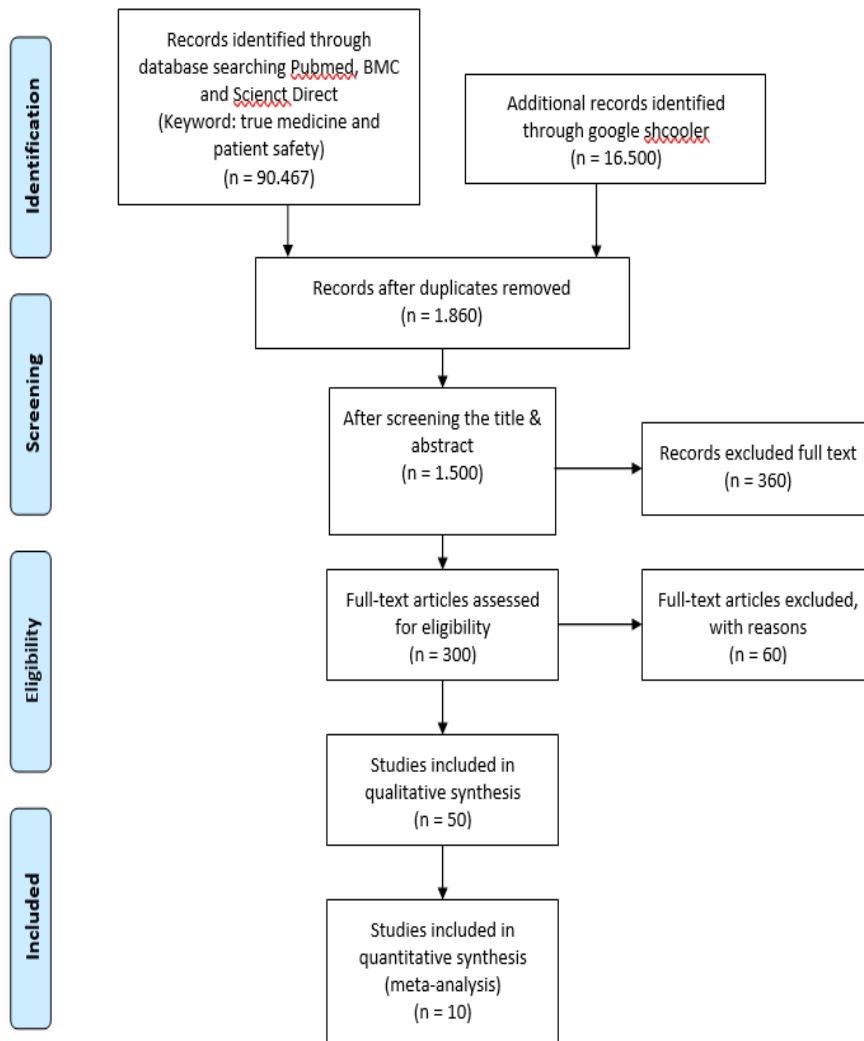 Identification
Records identified through
database searching Pubmed, BMC
and Scienct Direct
(Keyword: true medicine and
patient safety)
(n = 90.467)
Additional records identified
through google shcooler
(n = 16.500)
Records after duplicates removed
(n = 1.860)
Screening
After screening the title &
abstract
(n = 1.500)
Records excluded full text
(n = 360)
Eligibility
Full-text articles assessed
for eligibility
(n = 300)
Full-text articles excluded,
with reasons
(n = 60)
Studies included in
qualitative synthesis
(n = 50)
Included
Studies included in
quantitative synthesis
(meta-analysis)
(n = 10)